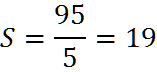 S = 95/5 = 19